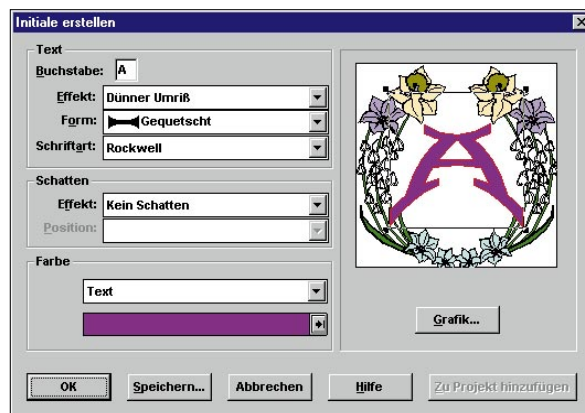 Initiale erstellen
Text
Buchstabe: A
Effekt: Dünner Umriß
Form: Gequetscht
Schriftart: Rockwell
Schatten
Effekt: Kein Schatten
Position:
Farbe
Text
A
Grafik...
OK Speichern... Abbrechen Hilfe Zu Projekt hinzufügen